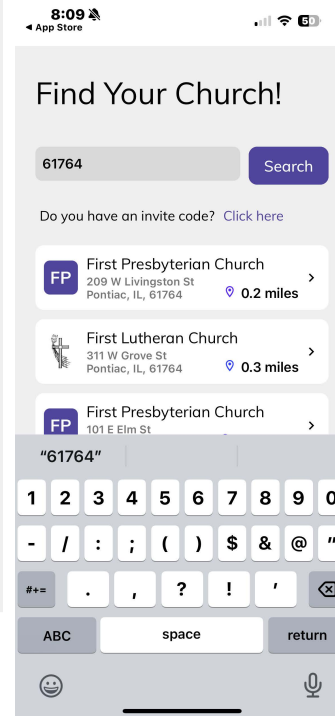 8:09
50
◀ App Store
Find Your Church!
61764
Search
Do you have an invite code? Click here
FP
First Presbyterian Church
209 W Livingston St
Pontiac, IL, 61764
0.2 miles
First Lutheran Church
311 W Grove St
Pontiac, IL, 61764
0.3 miles
FP
First Presbyterian Church
101 E Elm St
"61764"
1 2 3 4 5 6 7 8 9 0
- / : ; ( ) $ & @ "
#+= . , ? ! '
ABC space return